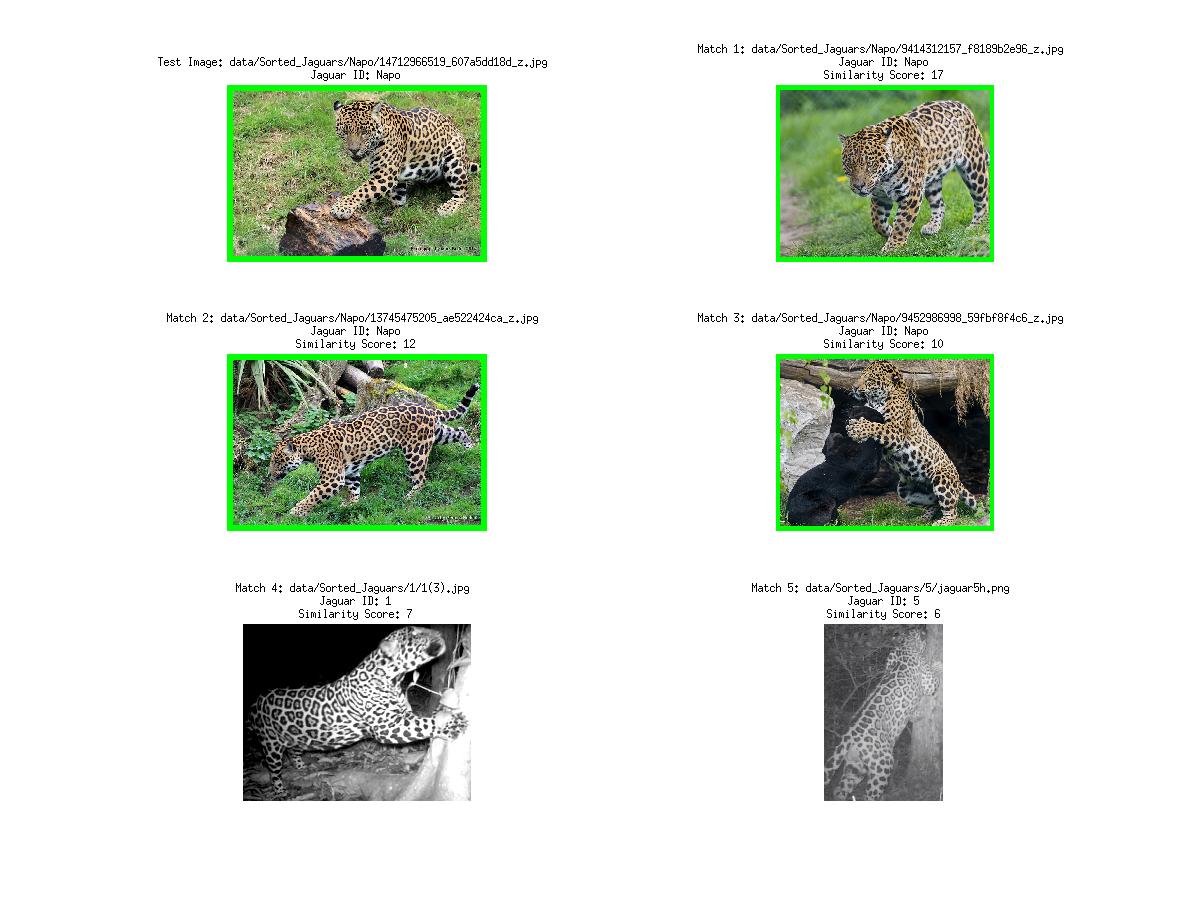 Test Image: data/Sorted_Jaguars/Napo/14712966519_607a5dd18d_z.jpg
Jaguar ID: Napo
Match 1: data/Sorted_Jaguars/Napo/9414312157_f8189b2e96_z.jpg
Jaguar ID: Napo
Similarity Score: 17
Match 2: data/Sorted_Jaguars/Napo/13745475205_ae522424ca_z.jpg
Jaguar ID: Napo
Similarity Score: 12
Match 3: data/Sorted_Jaguars/Napo/9452986998_59fbf8f4c6_z.jpg
Jaguar ID: Napo
Similarity Score: 10
Match 4: data/Sorted_Jaguars/1/1(3).jpg
Jaguar ID: 1
Similarity Score: 7
Match 5: data/Sorted_Jaguars/5/jaguar5h.png
Jaguar ID: 5
Similarity Score: 6